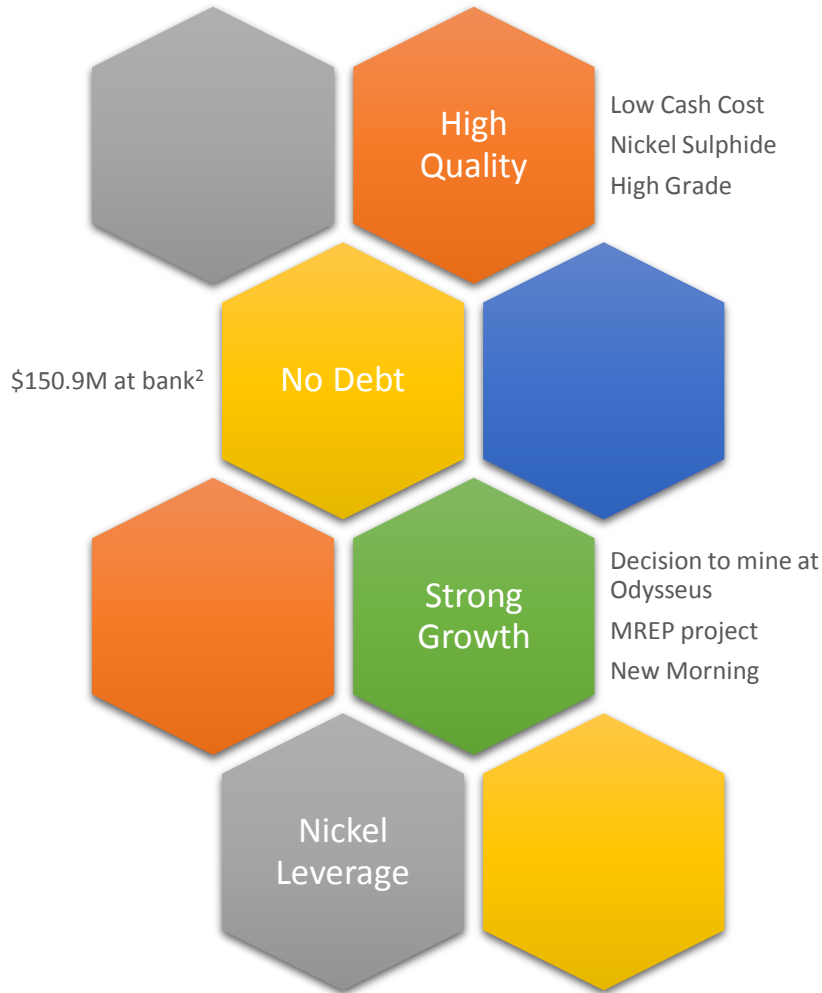 High
Quality
Low Cash Cost
Nickel Sulphide
High Grade
$150.9M at bank²
No Debt
Strong
Growth
Decision to mine at
Odysseus
MREP project
New Morning
Nickel
Leverage